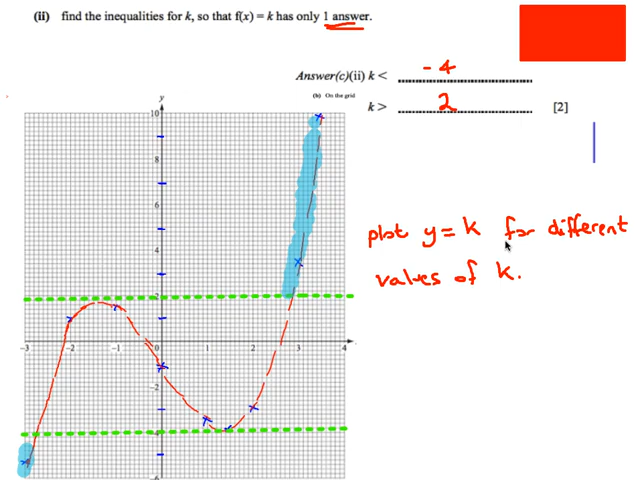 (ii) find the inequalities for k, so that f(x) = k has only 1 answer.
Answer(c)(ii) k < -4
(b) On the grid
k > 2 [2]
y
10
8
6
2
-3 -2 -1 0 1 2 3 4 x
-2
-4
-6
plot y = k for different
values of k.